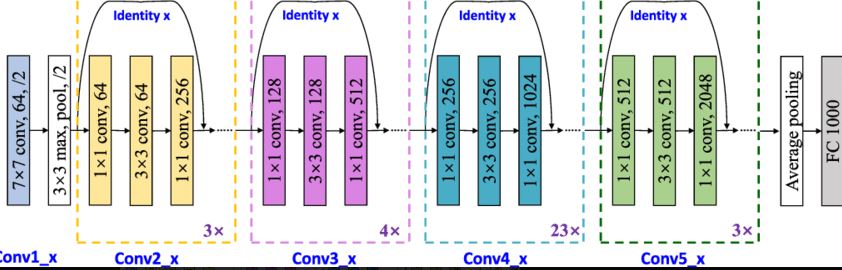 Identity x
Identity x
Identity x
Identity x
7×7 conv, 64, /2
3×3 max, pool, /2
1×1 conv, 64
3×3 conv, 64
1×1 conv, 256
1×1 conv, 128
3×3 conv, 128
1×1 conv, 512
1×1 conv, 256
3×3 conv, 256
1×1 conv, 1024
1×1 conv, 512
3×3 conv, 512
1×1 conv, 2048
Average pooling
FC 1000
3×
4×
23×
3×
Conv1_x
Conv2_x
Conv3_x
Conv4_x
Conv5_x